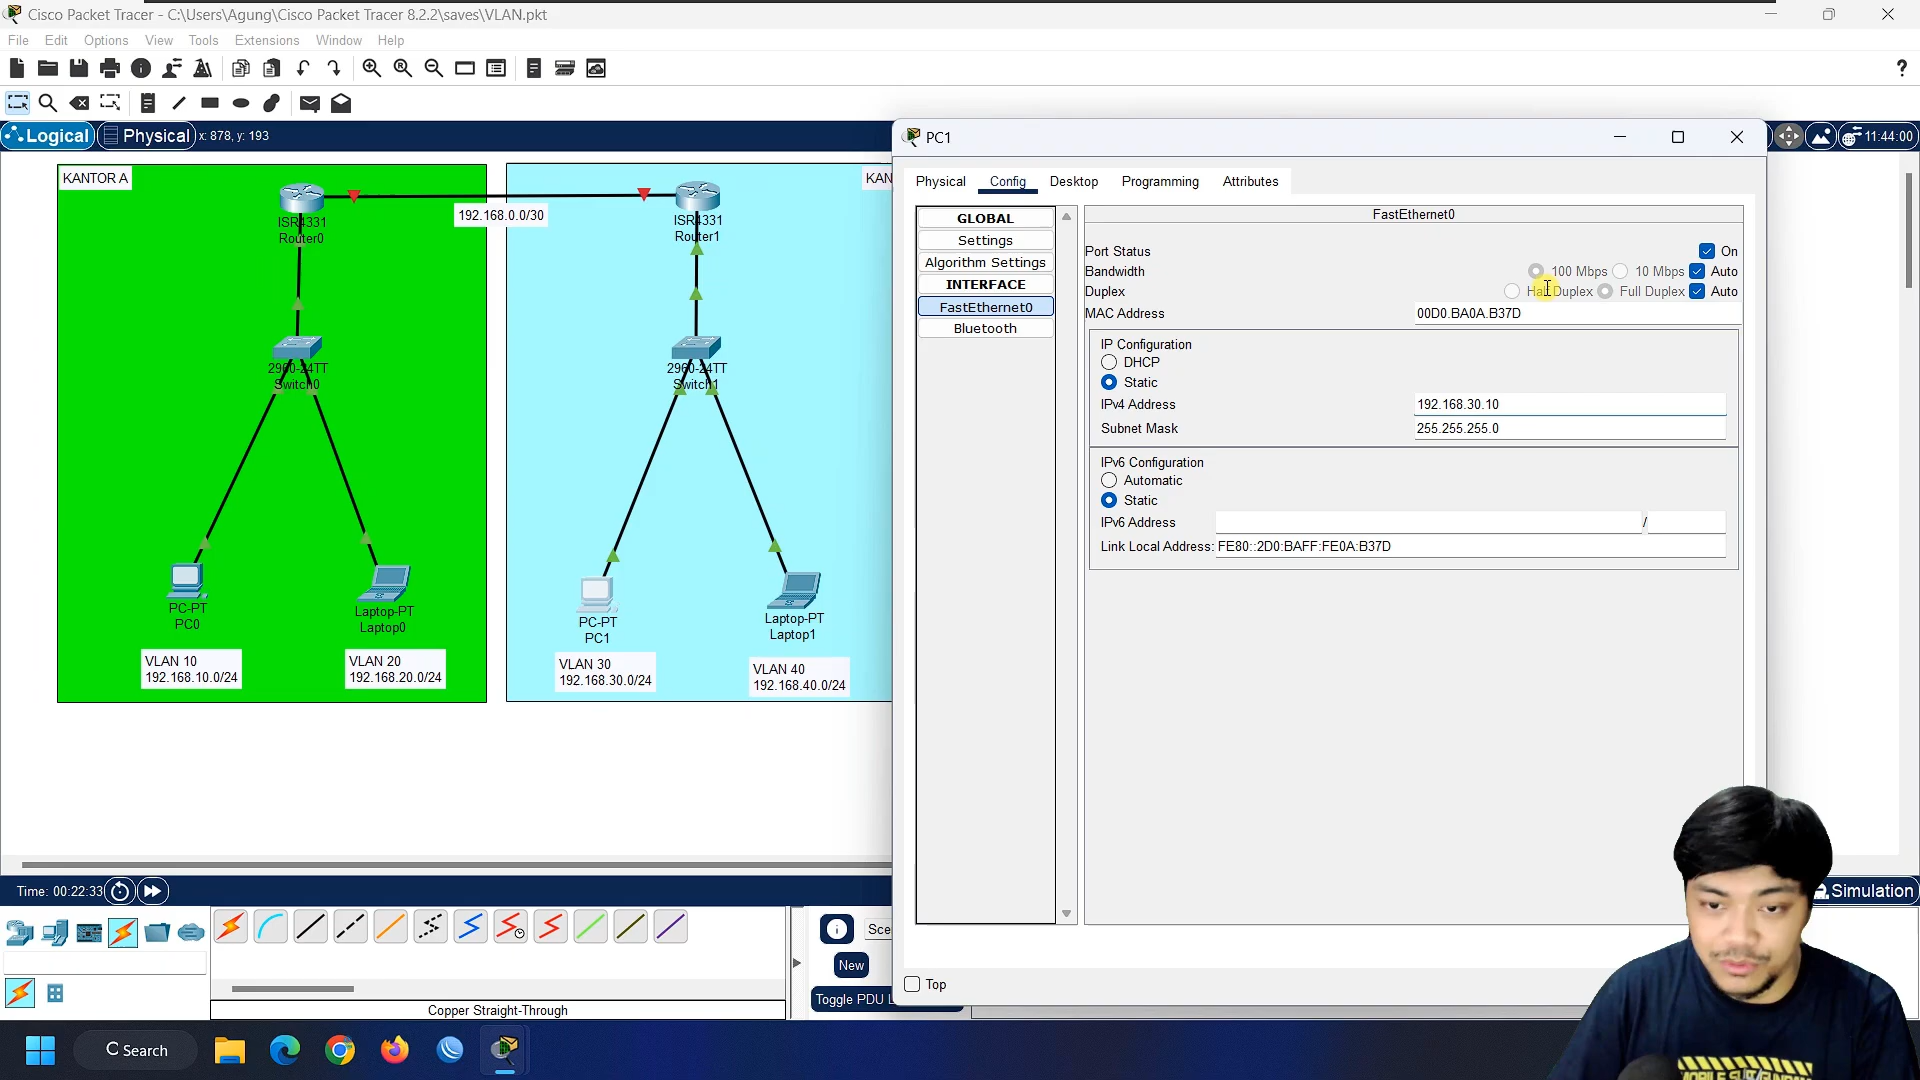 Cisco Packet Tracer - C:\Users\Agung\Cisco Packet Tracer 8.2.2\saves\VLAN.pkt
File Edit Options View Tools Extensions Window Help
?
Logical Physical x: 878, y: 193
11:44:00
KANTOR A
ISR4331
Router0
192.168.0.0/30
KAN
ISR4331
Router1
2960-24TT
Switch0
2960-24TT
Switch1
PC-PT
PC0
Laptop-PT
Laptop0
PC-PT
PC1
Laptop-PT
Laptop1
VLAN 10
192.168.10.0/24
VLAN 20
192.168.20.0/24
VLAN 30
192.168.30.0/24
VLAN 40
192.168.40.0/24
PC1
Physical Config Desktop Programming Attributes
GLOBAL
Settings
Algorithm Settings
INTERFACE
FastEthernet0
Bluetooth
FastEthernet0
Port Status On
Bandwidth 100 Mbps 10 Mbps Auto
Duplex Half Duplex Full Duplex Auto
MAC Address 00D0.BA0A.B37D
IP Configuration
DHCP
Static
IPv4 Address 192.168.30.10
Subnet Mask 255.255.255.0
IPv6 Configuration
Automatic
Static
IPv6 Address /
Link Local Address: FE80::2D0:BAFF:FE0A:B37D
Top
Time: 00:22:33
Simulation
Sce
New
Toggle PDU L
Copper Straight-Through
Search